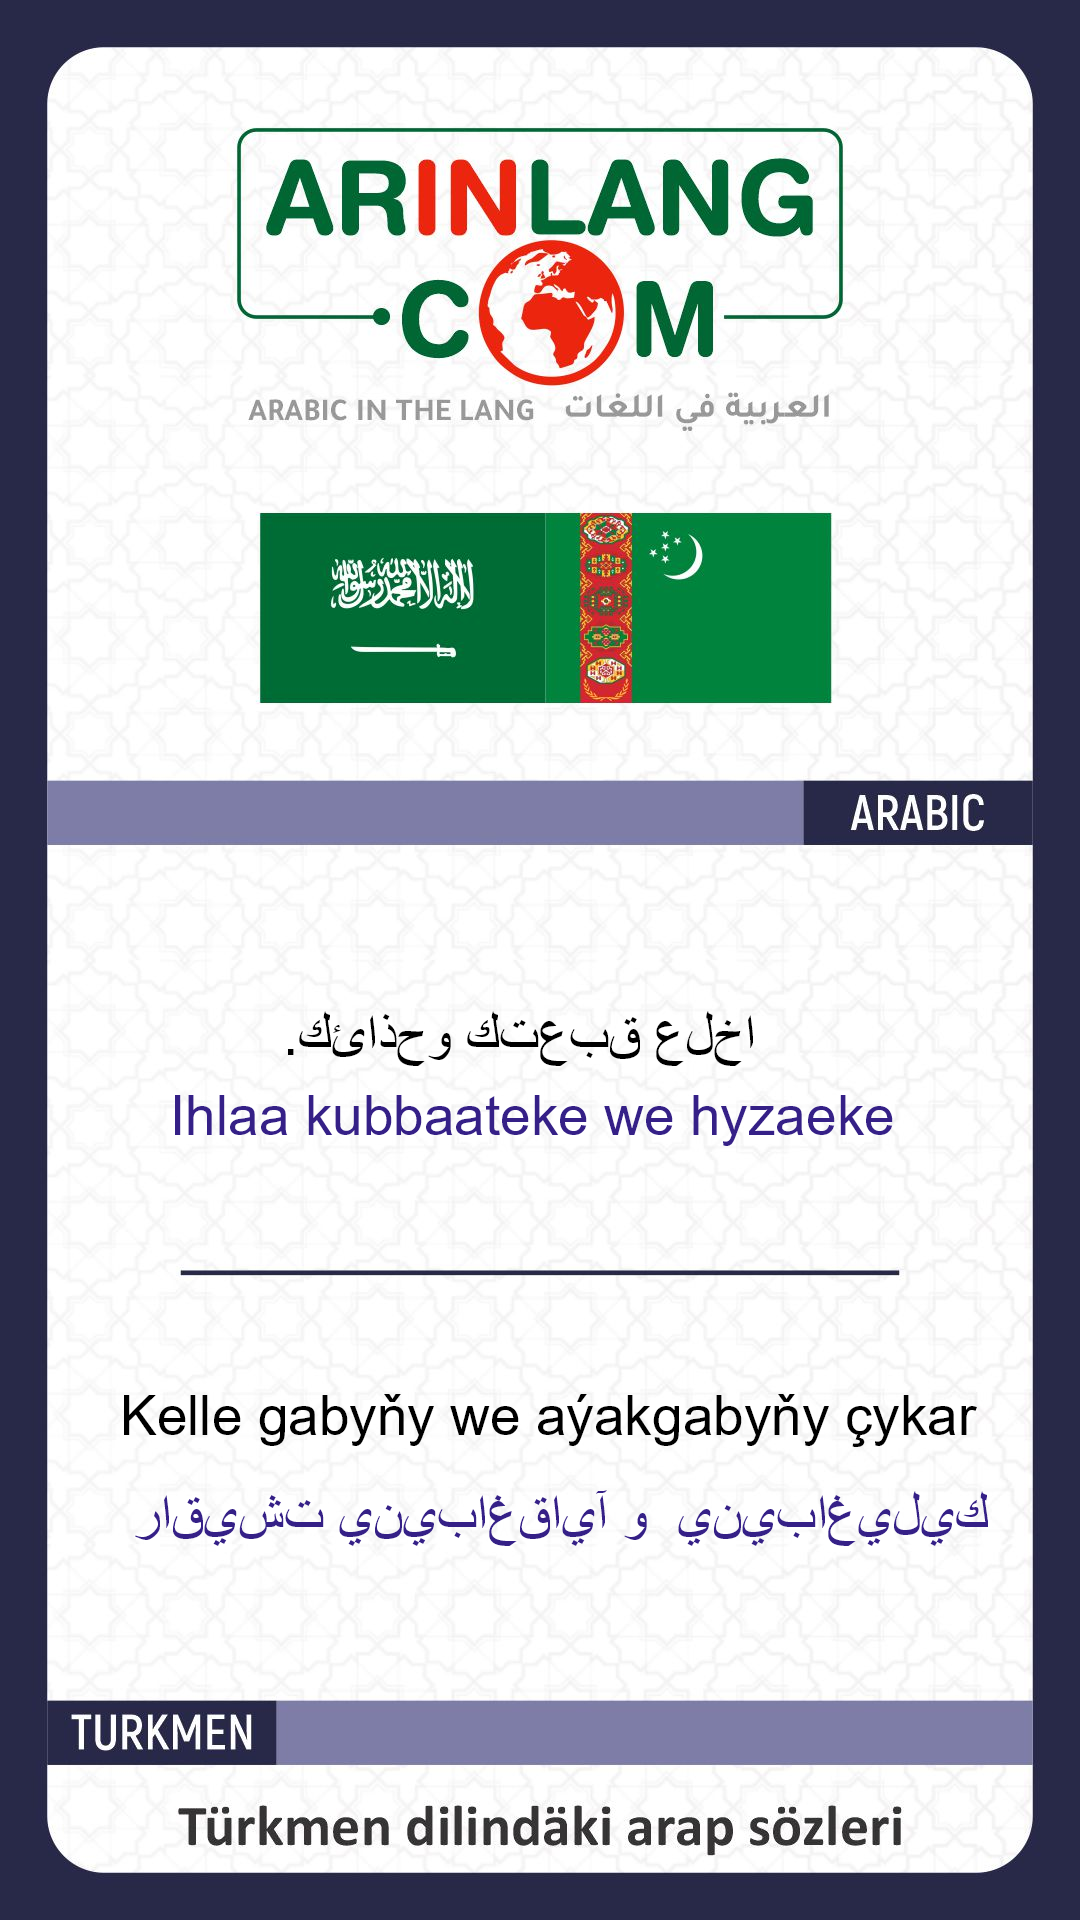 ARINLANG
.COM
ARABIC IN THE LANG العربية في اللغات
لا إله إلا الله محمد رسول الله
ARABIC
اخلع قبعتك وحذائك.
Ihlaa kubbaateke we hyzaeke
Kelle gabyňy we aýakgabyňy çykar
كيليغابيني و آياقغابيني تشيقار
TURKMEN
Türkmen dilindäki arap sözleri